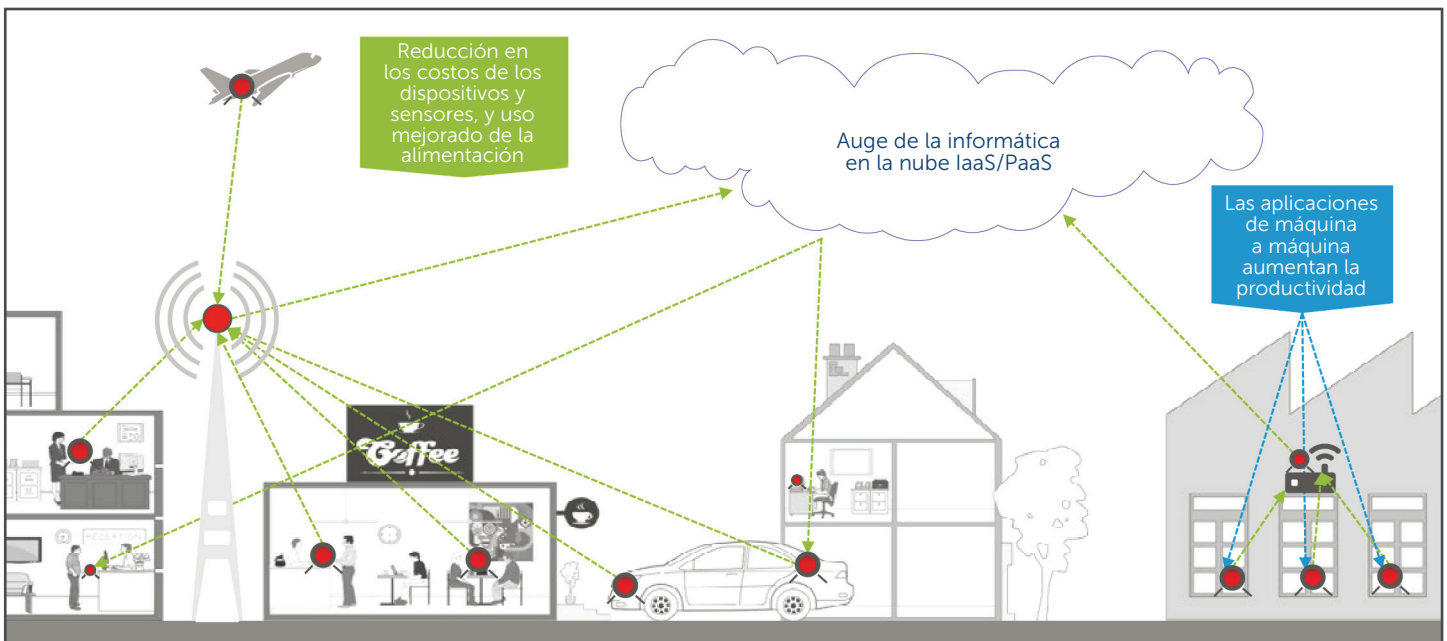 Reducción en
los costos de los
dispositivos y
sensores, y uso
mejorado de la
alimentación
Auge de la informática
en la nube IaaS/PaaS
Las aplicaciones
de máquina
a máquina
aumentan la
productividad
Coffee
RECEPTION